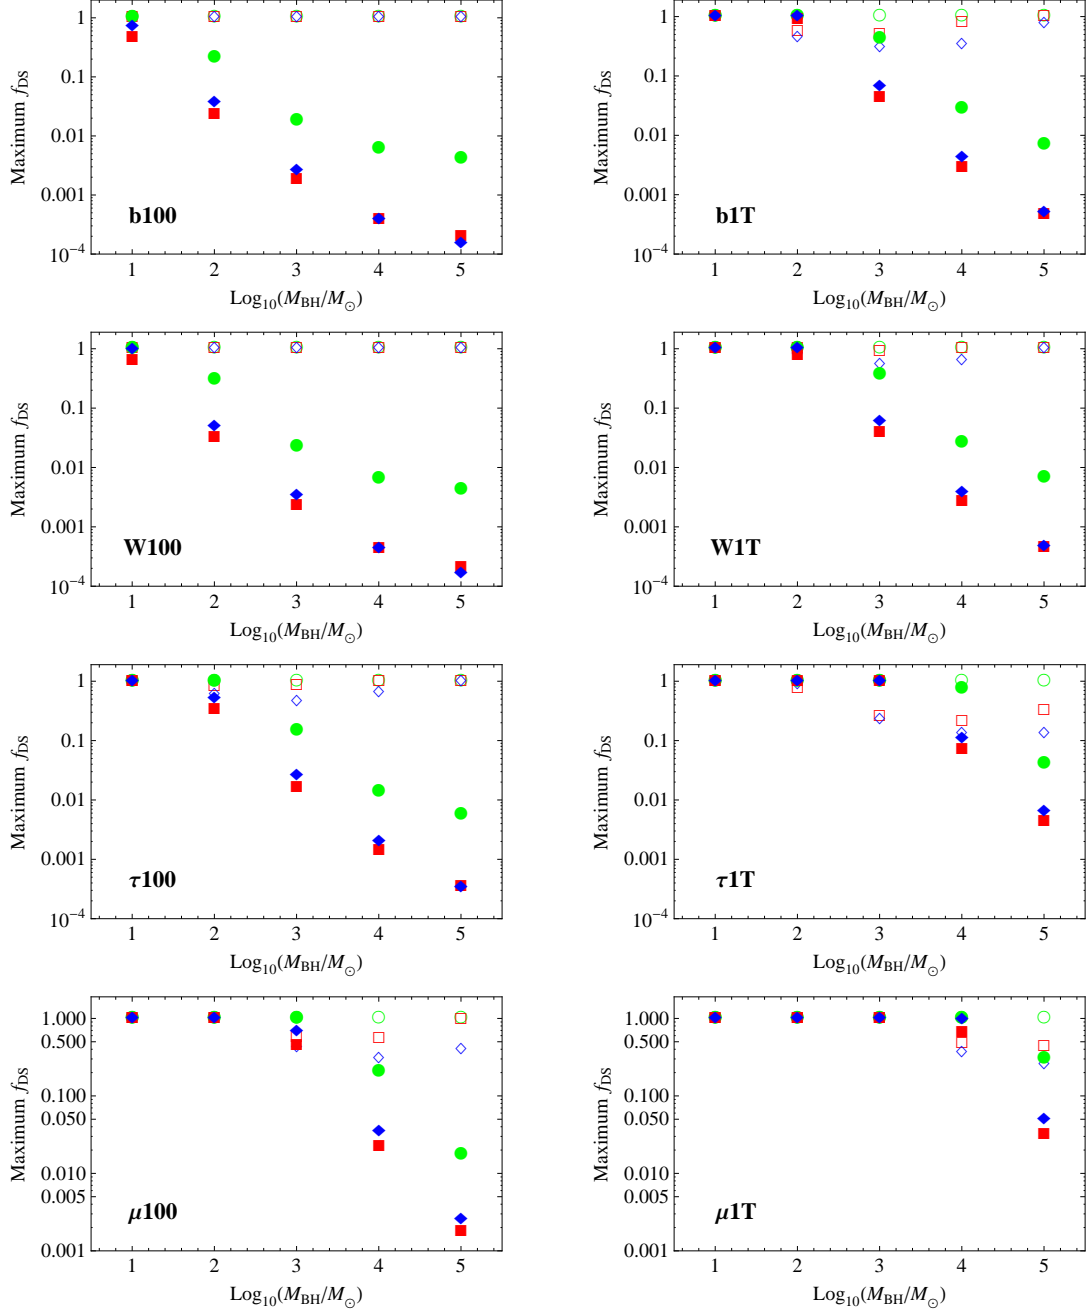 Maximum f_DS
1
0.1
0.01
0.001
10⁻⁴
b100
1 2 3 4 5
Log₁₀(M_BH/M_⊙)
Maximum f_DS
1
0.1
0.01
0.001
10⁻⁴
b1T
1 2 3 4 5
Log₁₀(M_BH/M_⊙)
Maximum f_DS
1
0.1
0.01
0.001
10⁻⁴
W100
1 2 3 4 5
Log₁₀(M_BH/M_⊙)
Maximum f_DS
1
0.1
0.01
0.001
10⁻⁴
W1T
1 2 3 4 5
Log₁₀(M_BH/M_⊙)
Maximum f_DS
1
0.1
0.01
0.001
10⁻⁴
τ100
1 2 3 4 5
Log₁₀(M_BH/M_⊙)
Maximum f_DS
1
0.1
0.01
0.001
10⁻⁴
τ1T
1 2 3 4 5
Log₁₀(M_BH/M_⊙)
Maximum f_DS
1.000
0.500
0.100
0.050
0.010
0.005
0.001
μ100
1 2 3 4 5
Log₁₀(M_BH/M_⊙)
Maximum f_DS
1.000
0.500
0.100
0.050
0.010
0.005
0.001
μ1T
1 2 3 4 5
Log₁₀(M_BH/M_⊙)